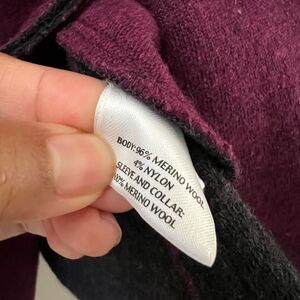 BODY:96% MERINO WOOL
4% NYLON
SLEEVE AND COLLAR:
100% MERINO WOOL